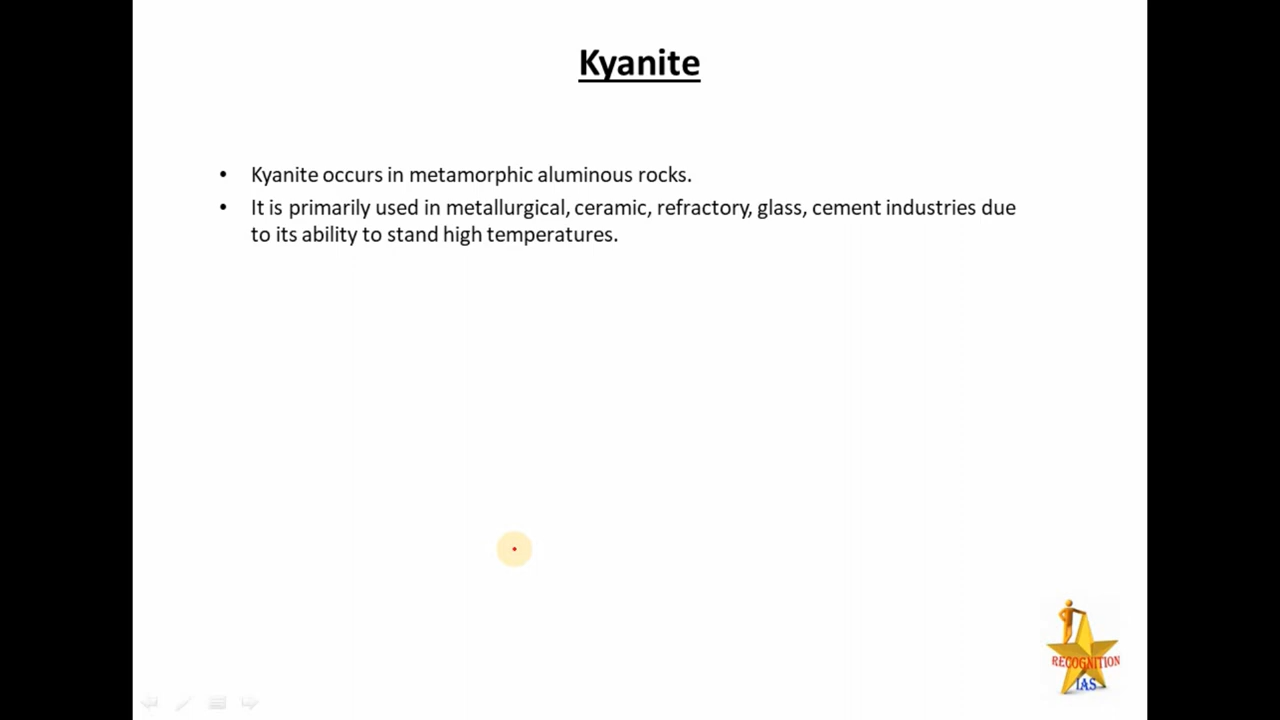 Kyanite
• Kyanite occurs in metamorphic aluminous rocks.
• It is primarily used in metallurgical, ceramic, refractory, glass, cement industries due
to its ability to stand high temperatures.
RECOGNITION
IAS